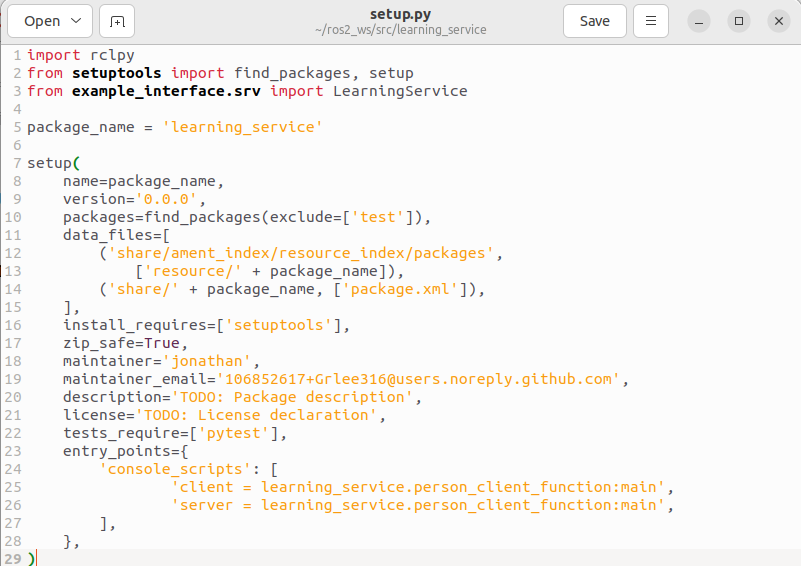 Open
setup.py
~/ros2_ws/src/learning_service
Save
1 import rclpy
2 from setuptools import find_packages, setup
3 from example_interface.srv import LearningService
4
5 package_name = 'learning_service'
6
7 setup(
8     name=package_name,
9     version='0.0.0',
10     packages=find_packages(exclude=['test']),
11     data_files=[
12         ('share/ament_index/resource_index/packages',
13             ['resource/' + package_name]),
14         ('share/' + package_name, ['package.xml']),
15     ],
16     install_requires=['setuptools'],
17     zip_safe=True,
18     maintainer='jonathan',
19     maintainer_email='106852617+Grlee316@users.noreply.github.com',
20     description='TODO: Package description',
21     license='TODO: License declaration',
22     tests_require=['pytest'],
23     entry_points={
24         'console_scripts': [
25                 'client = learning_service.person_client_function:main',
26                 'server = learning_service.person_client_function:main',
27         ],
28     },
29 )